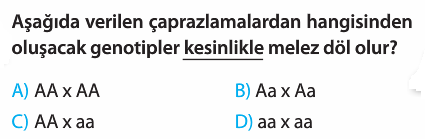 Aşağıda verilen çaprazlamalardan hangisinden
oluşacak genotipler kesinlikle melez döl olur?
A) AA x AA B) Aa x Aa
C) AA x aa D) aa x aa